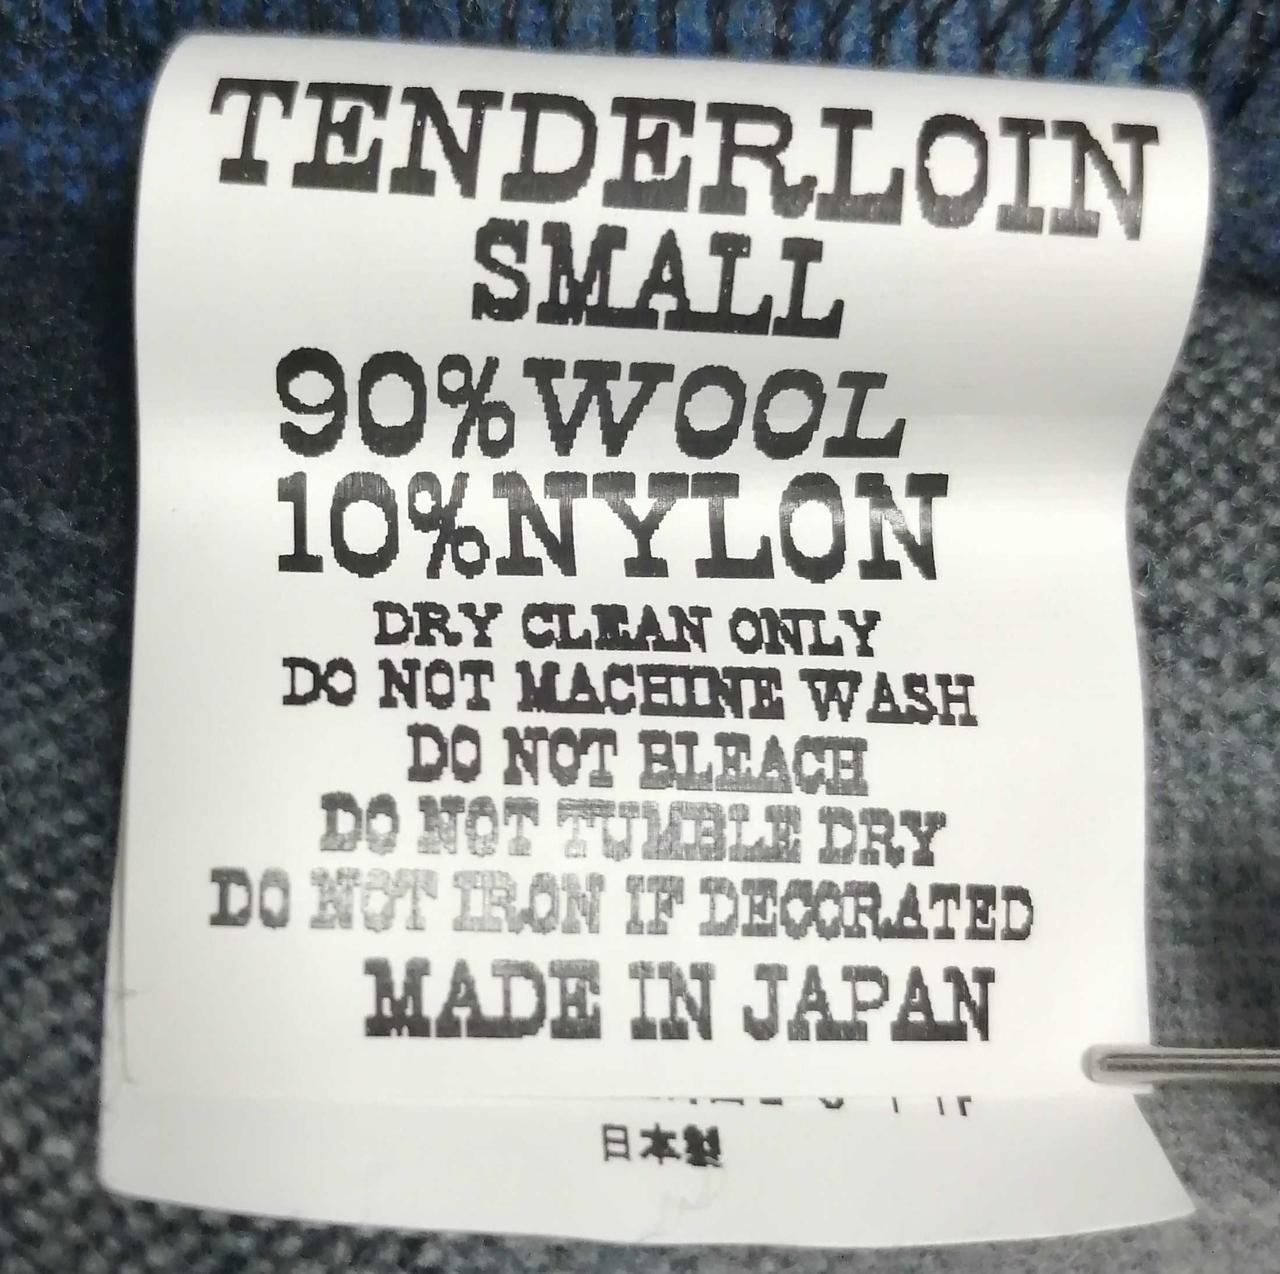 TENDERLOIN
SMALL
90%WOOL
10%NYLON
DRY CLEAN ONLY
DO NOT MACHINE WASH
DO NOT BLEACH
DO NOT TUMBLE DRY
DO NOT IRON IF DECORATED
MADE IN JAPAN
日本製